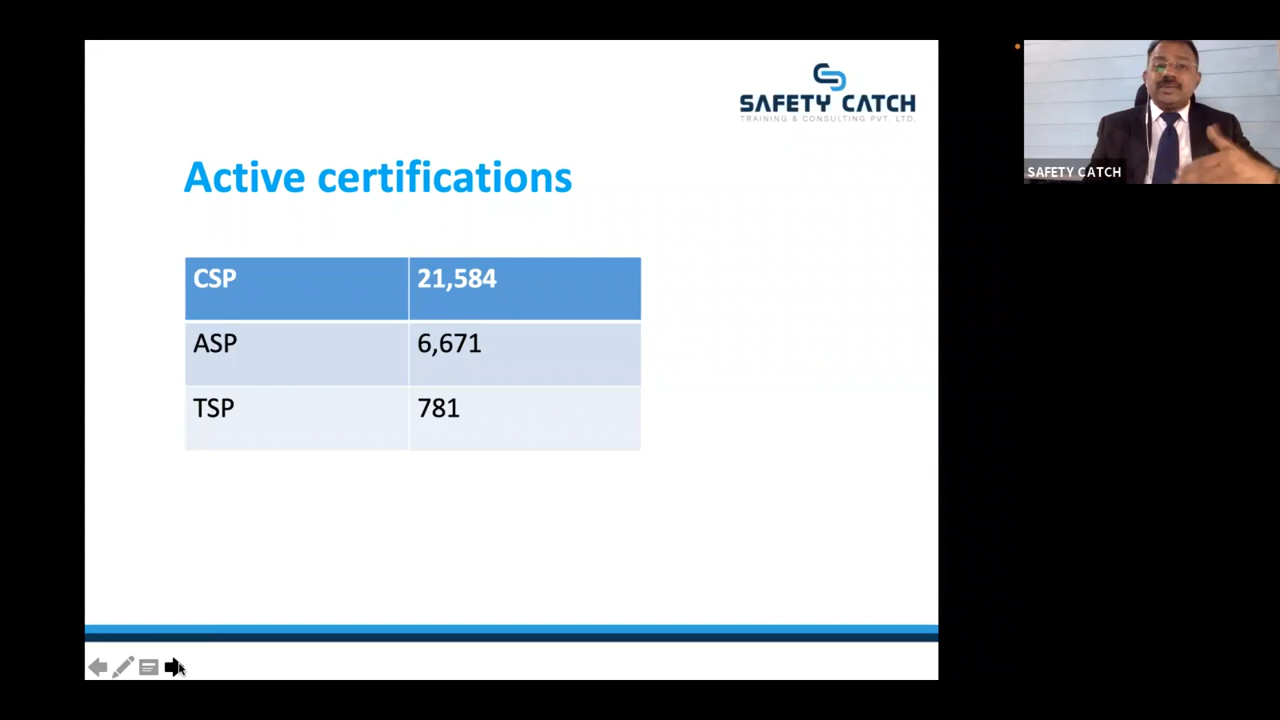 SAFETY CATCH
TRAINING & CONSULTING PVT. LTD.
Active certifications
CSP 21,584
ASP 6,671
TSP 781
SAFETY CATCH